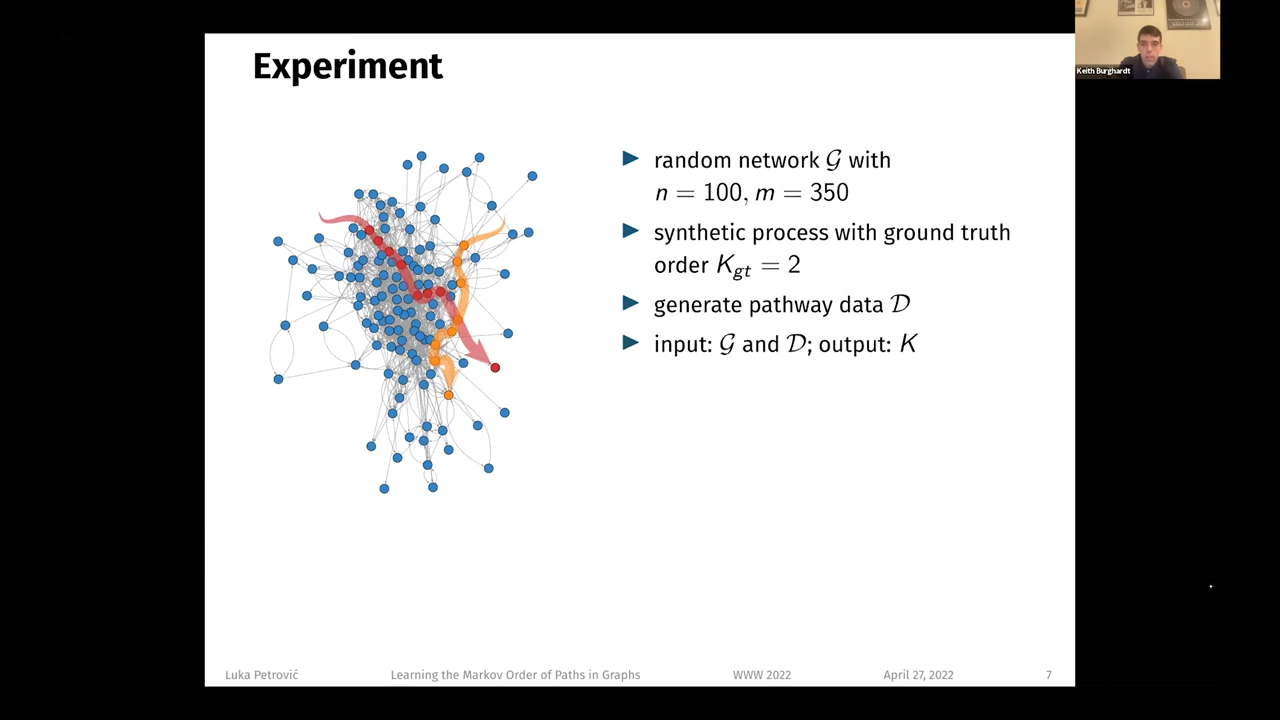 Experiment
Keith Burghardt
▶ random network 𝒢 with
n = 100, m = 350
▶ synthetic process with ground truth
order K_gt = 2
▶ generate pathway data 𝒟
▶ input: 𝒢 and 𝒟; output: K
Luka Petrović Learning the Markov Order of Paths in Graphs WWW 2022 April 27, 2022 7